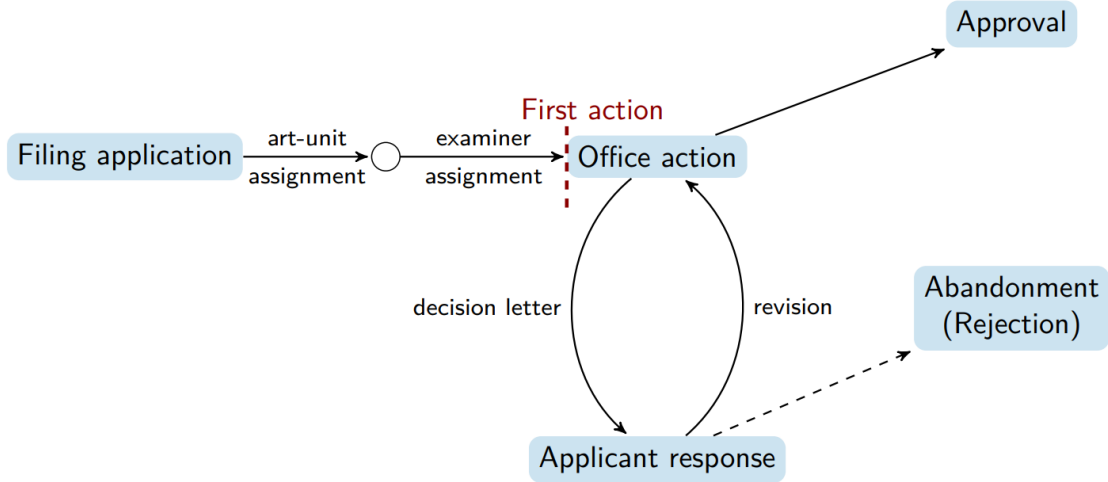 Approval
First action
Filing application
art-unit
assignment
examiner
assignment
Office action
decision letter
revision
Abandonment
(Rejection)
Applicant response